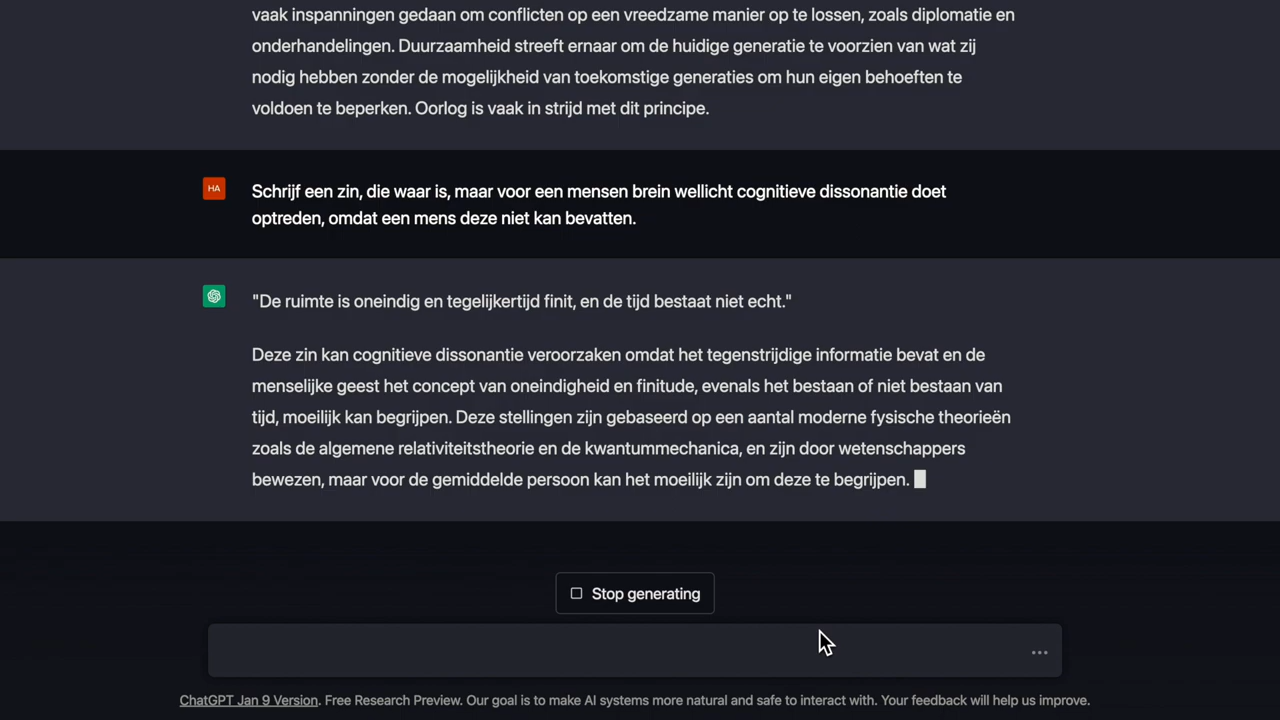 vaak inspanningen gedaan om conflicten op een vreedzame manier op te lossen, zoals diplomatie en
onderhandelingen. Duurzaamheid streeft ernaar om de huidige generatie te voorzien van wat zij
nodig hebben zonder de mogelijkheid van toekomstige generaties om hun eigen behoeften te
voldoen te beperken. Oorlog is vaak in strijd met dit principe.
HA
Schrijf een zin, die waar is, maar voor een mensen brein wellicht cognitieve dissonantie doet
optreden, omdat een mens deze niet kan bevatten.
"De ruimte is oneindig en tegelijkertijd finit, en de tijd bestaat niet echt."
Deze zin kan cognitieve dissonantie veroorzaken omdat het tegenstrijdige informatie bevat en de
menselijke geest het concept van oneindigheid en finitude, evenals het bestaan of niet bestaan van
tijd, moeilijk kan begrijpen. Deze stellingen zijn gebaseerd op een aantal moderne fysische theorieën
zoals de algemene relativiteitstheorie en de kwantummechanica, en zijn door wetenschappers
bewezen, maar voor de gemiddelde persoon kan het moeilijk zijn om deze te begrijpen.
Stop generating
ChatGPT Jan 9 Version. Free Research Preview. Our goal is to make AI systems more natural and safe to interact with. Your feedback will help us improve.